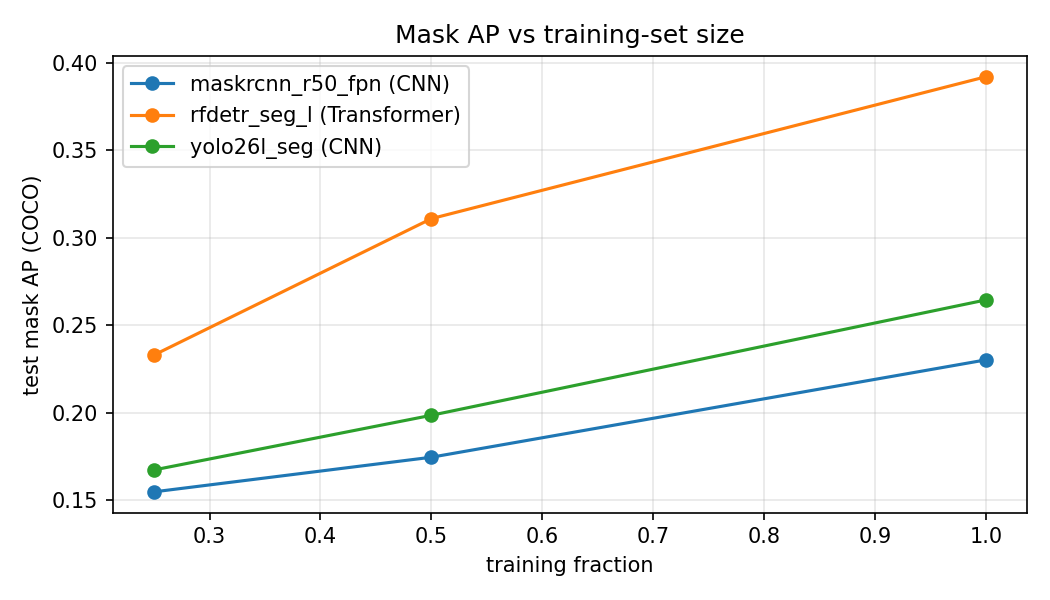 Mask AP vs training-set size
maskrcnn_r50_fpn (CNN)
rfdetr_seg_l (Transformer)
yolo26l_seg (CNN)
test mask AP (COCO)
0.40
0.35
0.30
0.25
0.20
0.15
0.3 0.4 0.5 0.6 0.7 0.8 0.9 1.0
training fraction